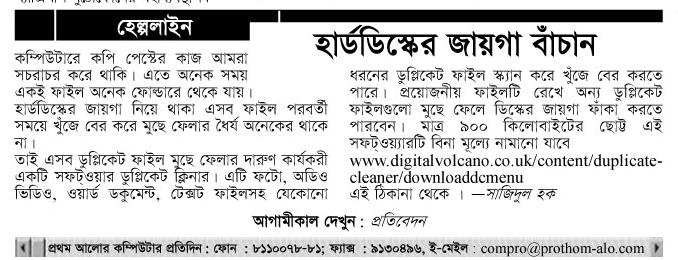 হেল্পলাইন
হার্ডডিস্কের জায়গা বাঁচান
কম্পিউটারে কপি পেস্টের কাজ আমরা
সচরাচর করে থাকি। এতে অনেক সময়
একই ফাইল অনেক ফোল্ডারে থেকে যায়।
হার্ডডিস্কের জায়গা নিয়ে থাকা এসব ফাইল পরবর্তী
সময়ে খুঁজে বের করে মুছে ফেলার ধৈর্য অনেকের থাকে
না।
তাই এসব ডুপ্লিকেট ফাইল মুছে ফেলার দারুণ কার্যকরী
একটি সফটওয়ার ডুপ্লিকেট ক্লিনার। এটি ফটো, অডিও
ভিডিও, ওয়ার্ড ডকুমেন্ট, টেক্সট ফাইলসহ যেকোনো
ধরনের ডুপ্লিকেট ফাইল স্ক্যান করে খুঁজে বের করতে
পারে। প্রয়োজনীয় ফাইলটি রেখে অন্য ডুপ্লিকেট
ফাইলগুলো মুছে ফেলে ডিস্কের জায়গা ফাঁকা করতে
পারবেন। মাত্র ৯০০ কিলোবাইটের ছোট্ট এই
সফট্ওয়্যারটি বিনা মূল্যে নামানো যাবে
www.digitalvolcano.co.uk/content/duplicate-
cleaner/downloaddcmenu
এই ঠিকানা থেকে । —সাজিদুল হক
আগামীকাল দেখুন : প্রতিবেদন
প্রথম আলোর কম্পিউটার প্রতিদিন : ফোন : ৮১১০০৭৮-৮১; ফ্যাক্স : ৯১৩০৪৯৬, ই-মেইল : compro@prothom-alo.com